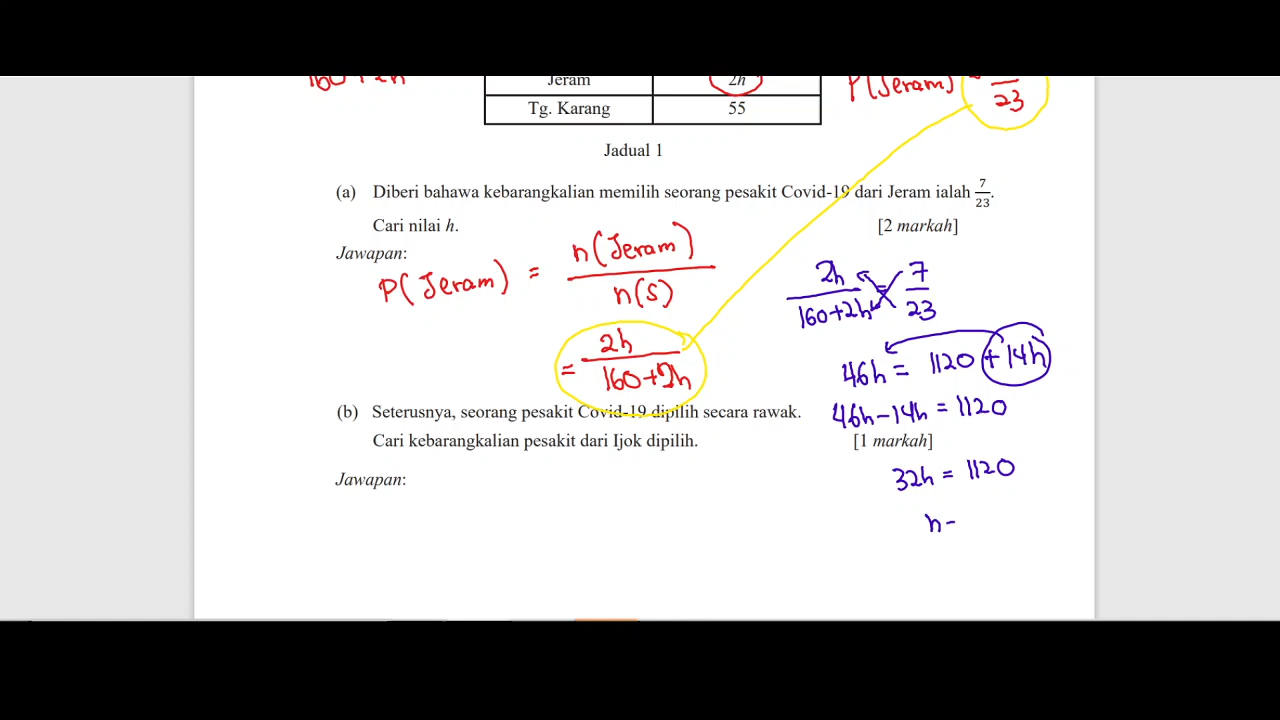 Jeram 2h
Tg. Karang 55
P(Jeram)
23
Jadual 1
(a) Diberi bahawa kebarangkalian memilih seorang pesakit Covid-19 dari Jeram ialah 7/23.
Cari nilai h. [2 markah]
Jawapan:
P(Jeram) = n(Jeram)/n(S)
= 2h/160+2h
2h/160+2h = 7/23
46h = 1120 + 14h
46h - 14h = 1120
32h = 1120
h -
(b) Seterusnya, seorang pesakit Covid-19 dipilih secara rawak.
Cari kebarangkalian pesakit dari Ijok dipilih. [1 markah]
Jawapan: